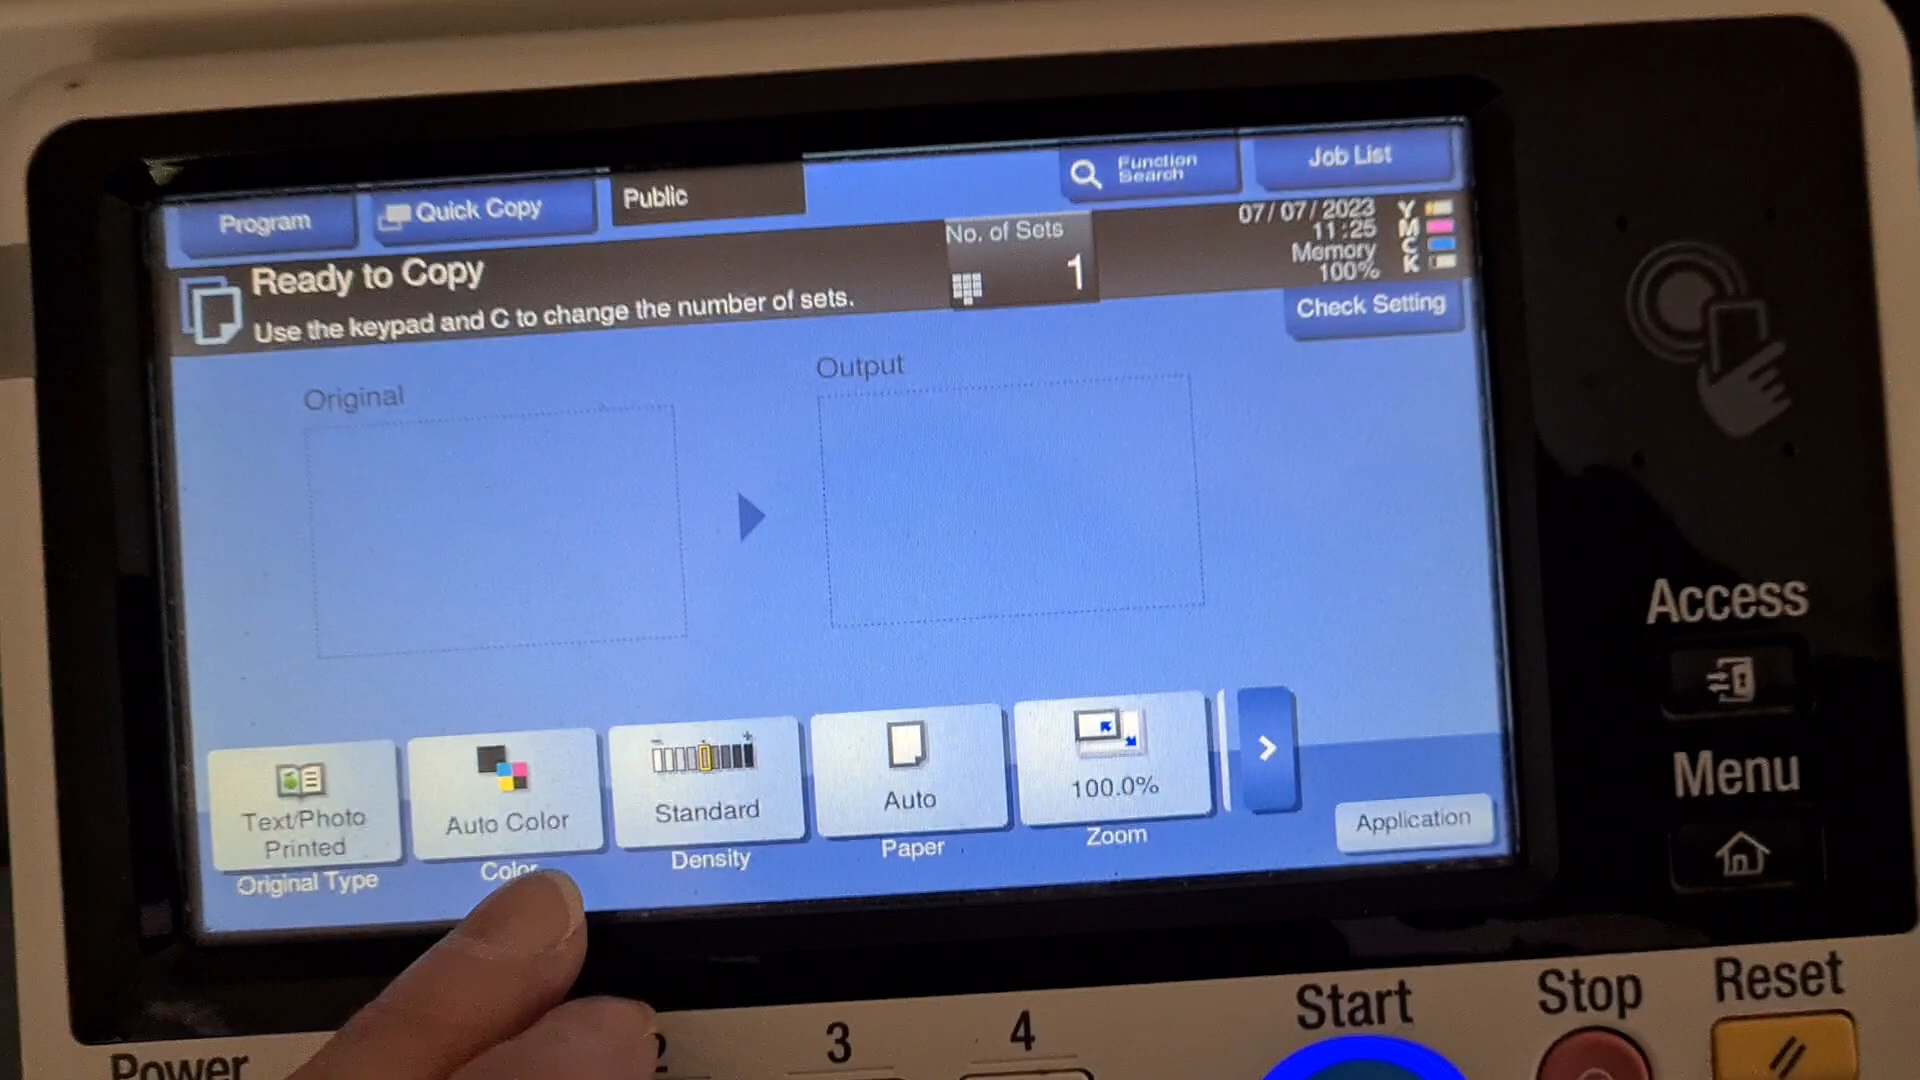 Program
Quick Copy
Public
Function
Search
Job List
Ready to Copy
Use the keypad and C to change the number of sets.
No. of Sets
1
07/07/2023
11:25
Memory
100%
Y
M
C
K
Check Setting
Original
Output
Text/Photo
Printed
Original Type
Auto Color
Color
Standard
Density
Auto
Paper
100.0%
Zoom
Application
Access
Menu
Power
2
3
4
Start
Stop
Reset